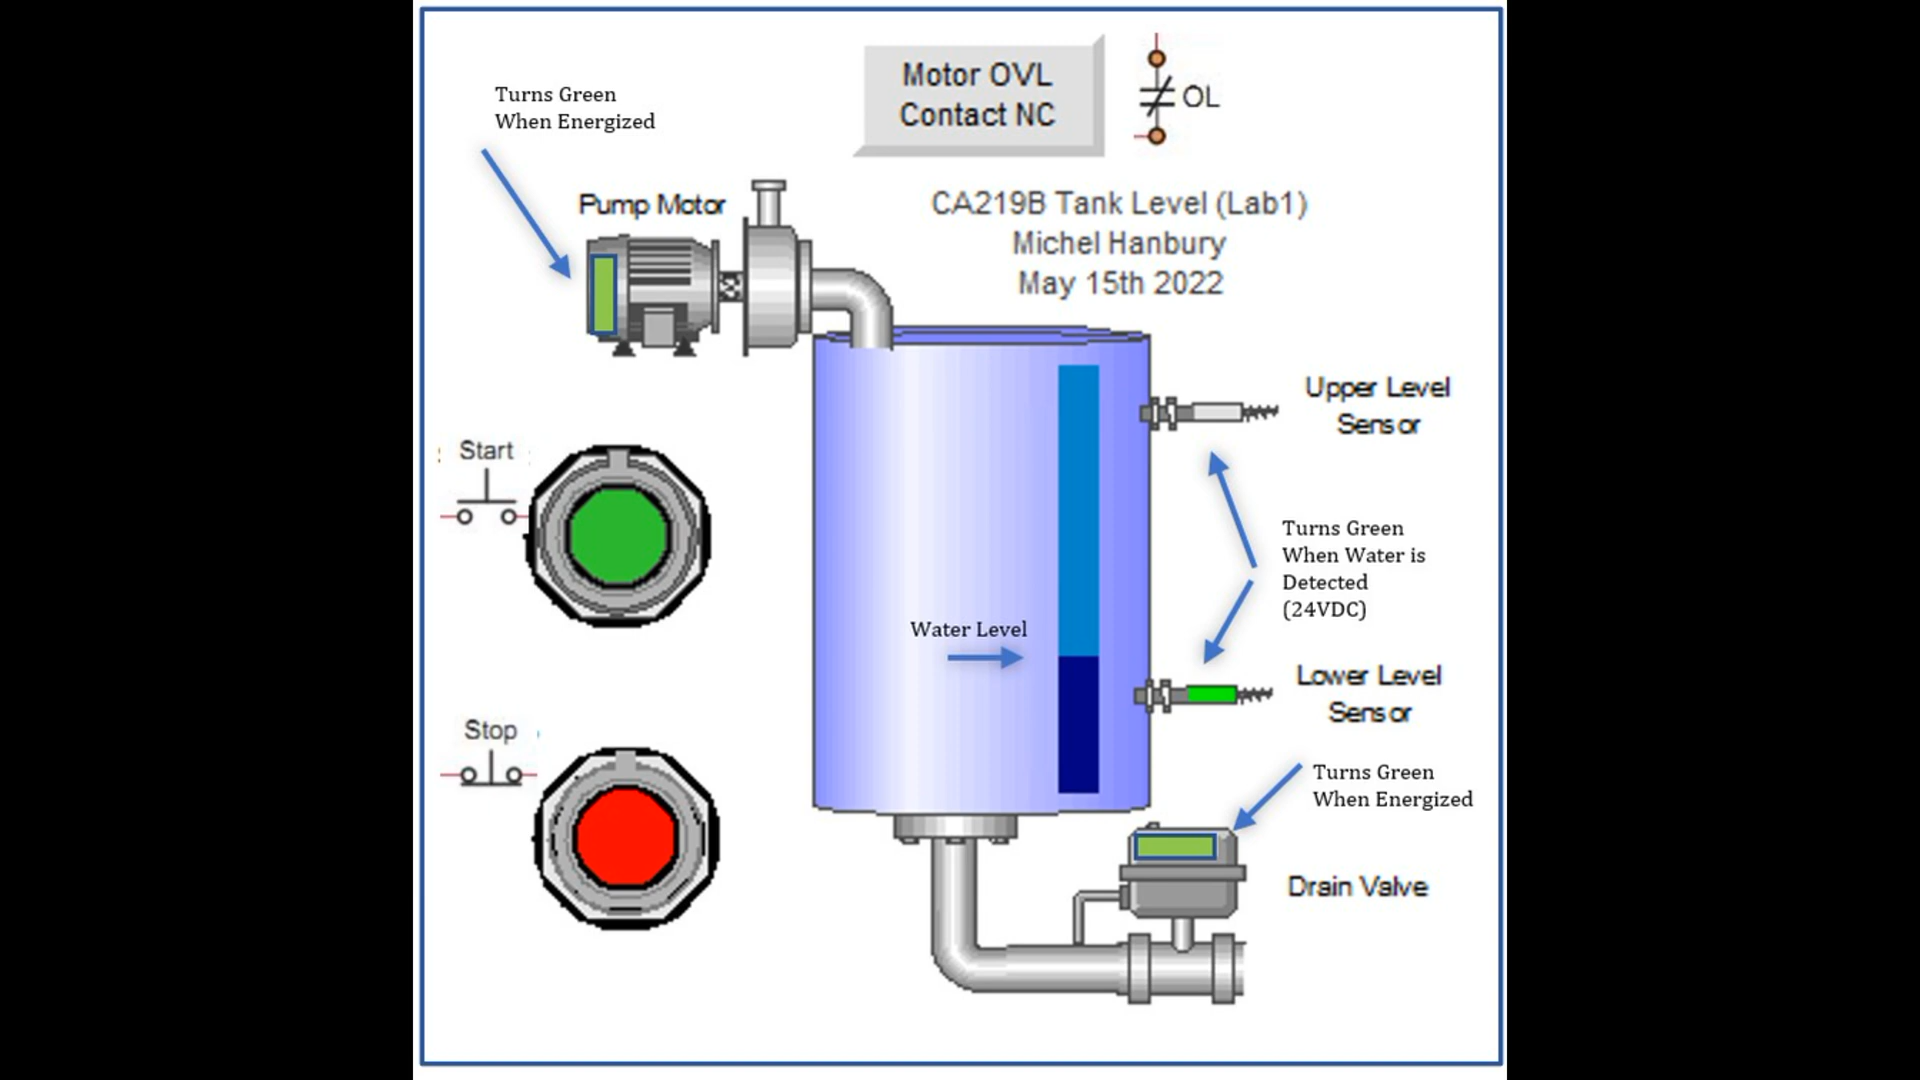 Motor OVL
Contact NC
OL
Turns Green
When Energized
Pump Motor
CA219B Tank Level (Lab1)
Michel Hanbury
May 15th 2022
Upper Level
Sensor
Start
Turns Green
When Water is
Detected
(24VDC)
Water Level
Lower Level
Sensor
Stop
Turns Green
When Energized
Drain Valve